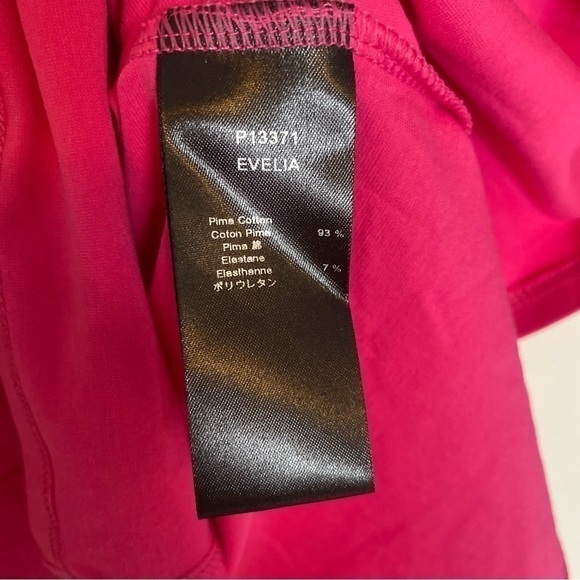 P13371
EVELIA
Pima Cotton
Coton Pima 93 %
Pima 綿
Elastane
Elasthanne 7 %
ポリウレタン